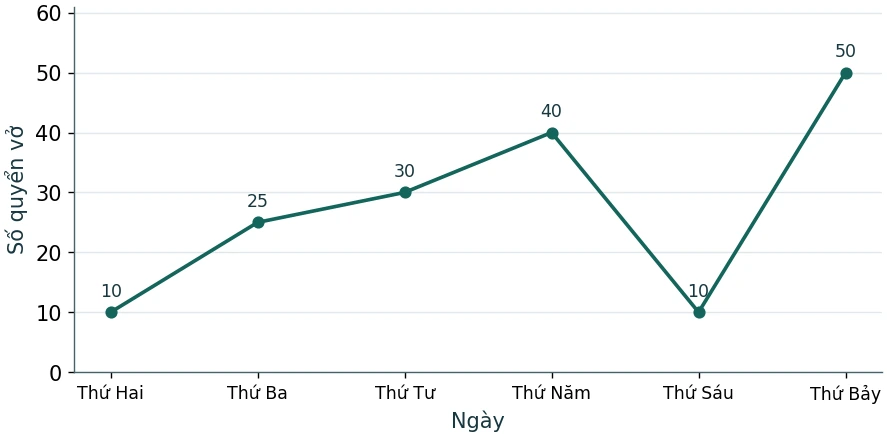 60
50
40
30
20
10
0
Số quyển vở
10
25
30
40
10
50
Thứ Hai
Thứ Ba
Thứ Tư
Thứ Năm
Thứ Sáu
Thứ Bảy
Ngày